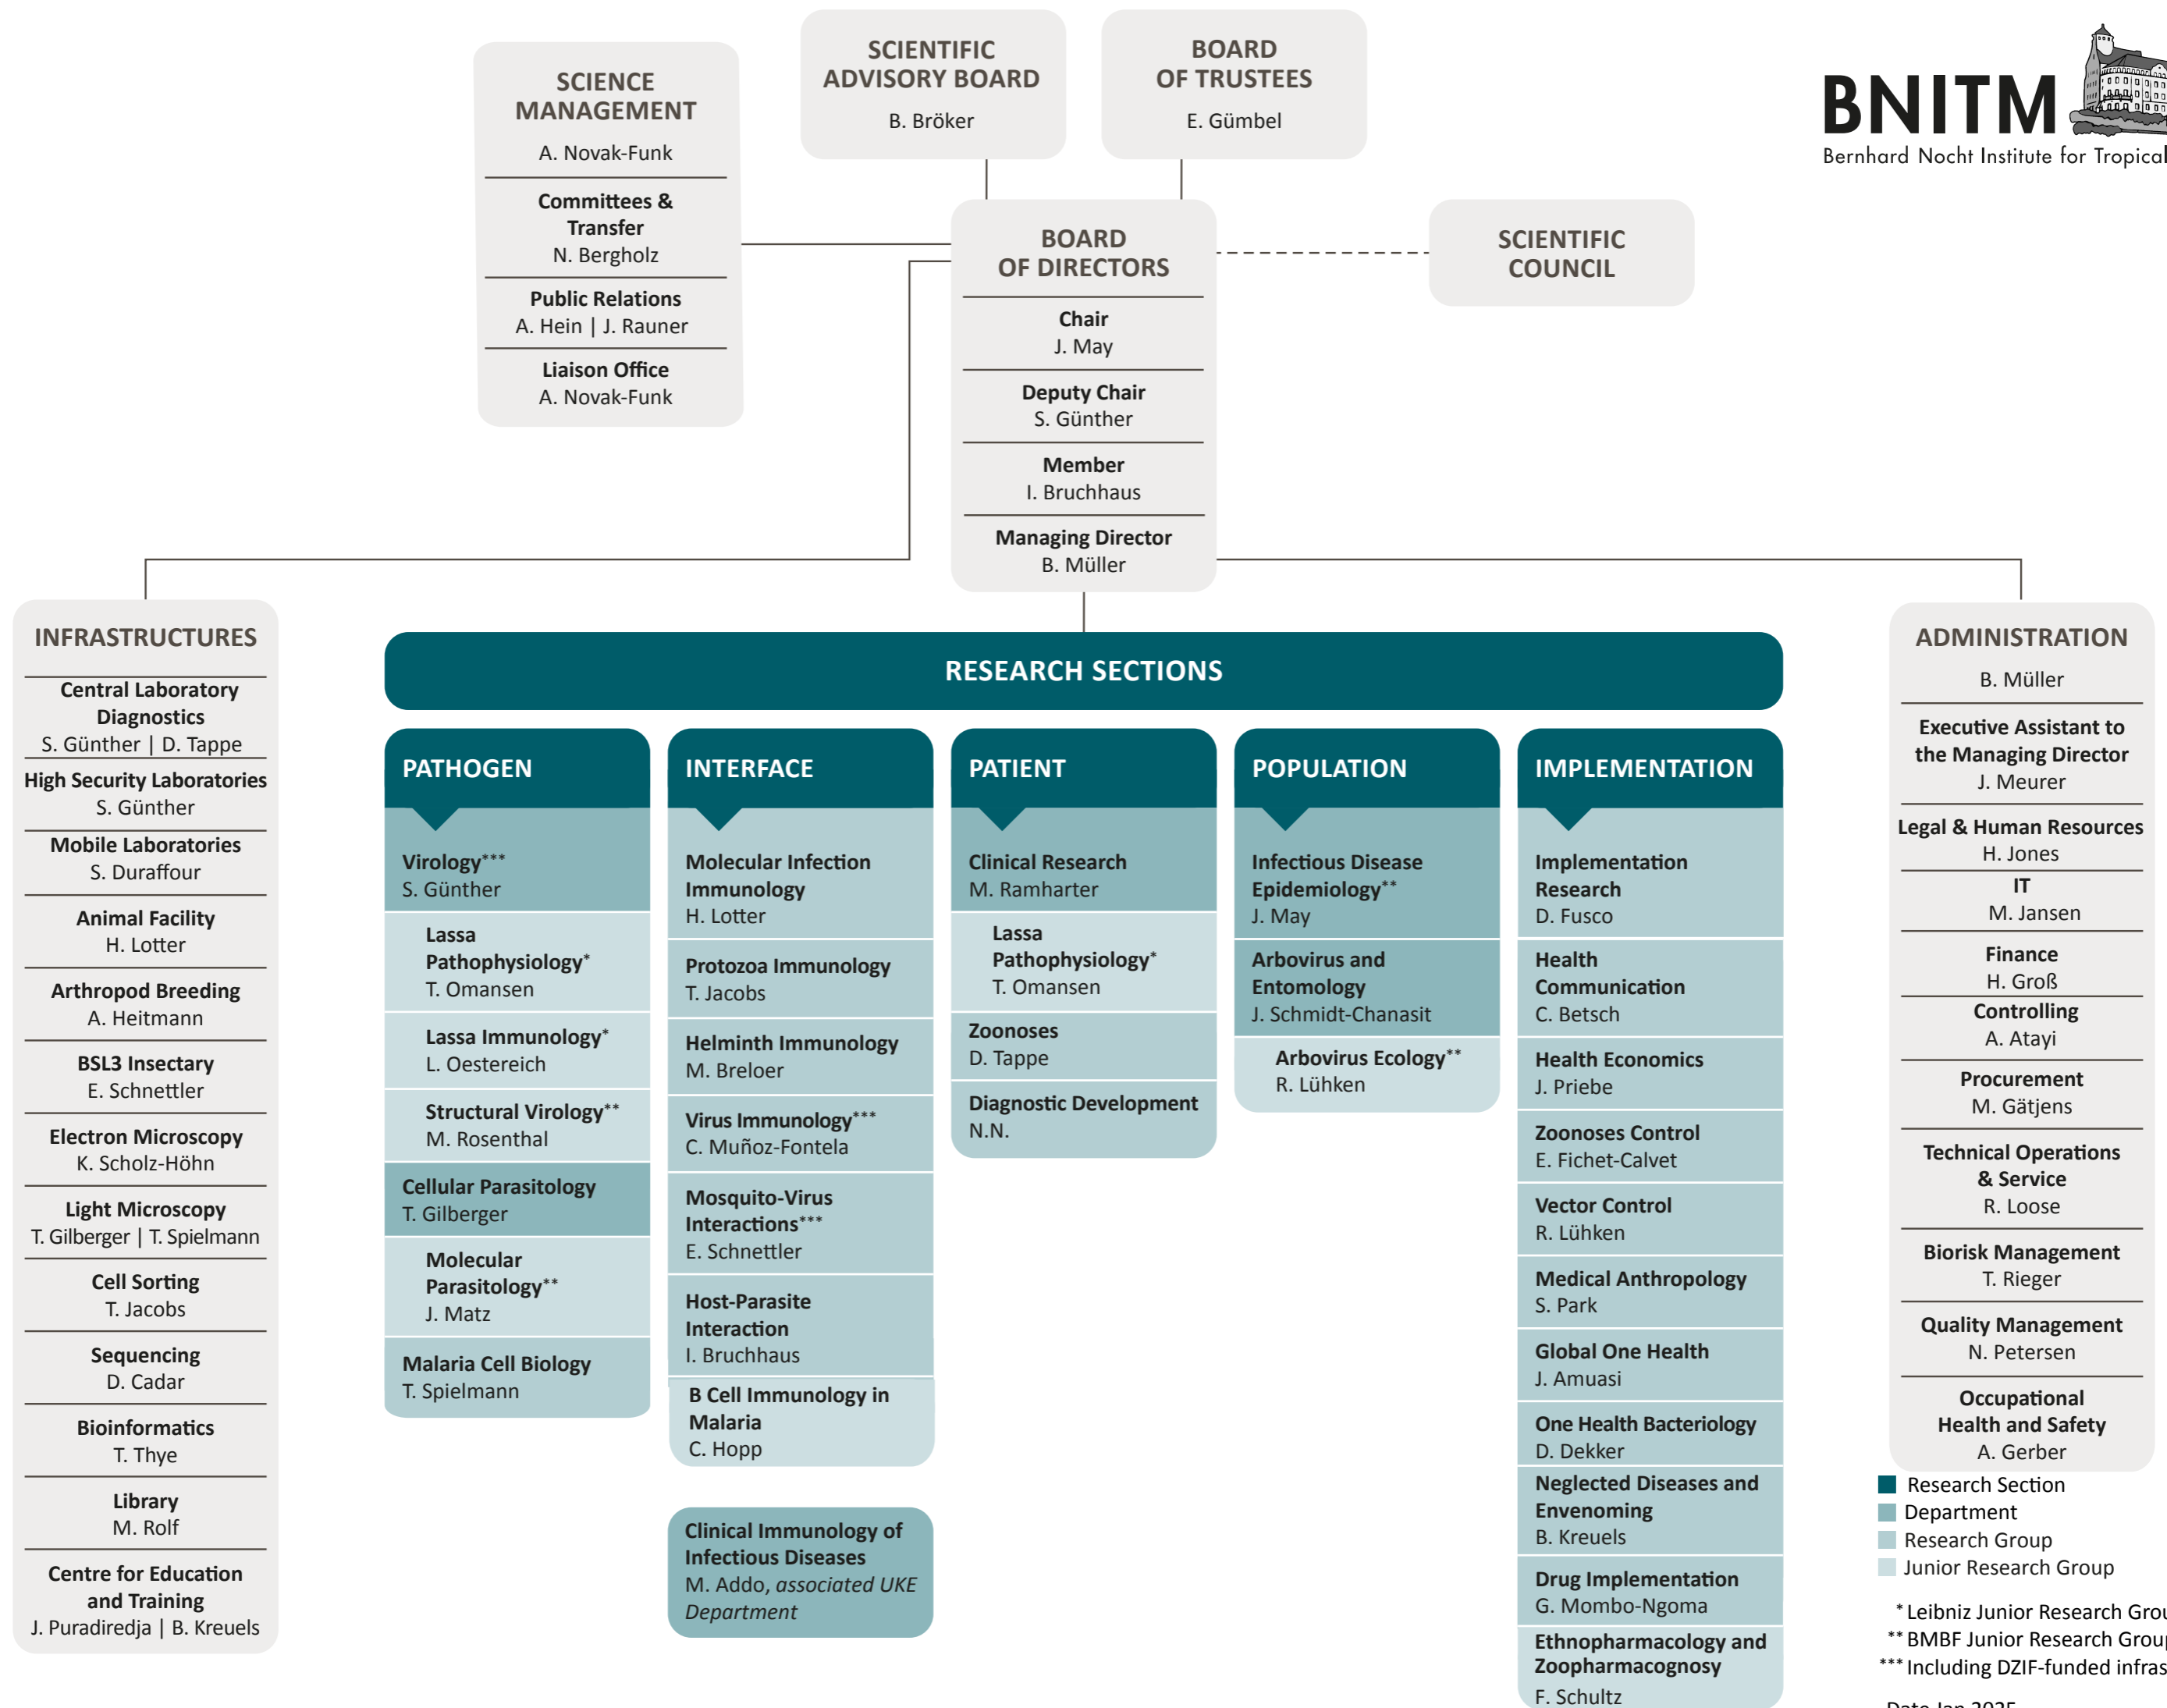 SCIENCE
MANAGEMENT
A. Novak-Funk
Committees &
Transfer
N. Bergholz
Public Relations
A. Hein | J. Rauner
Liaison Office
A. Novak-Funk
SCIENTIFIC
ADVISORY BOARD
B. Bröker
BOARD
OF TRUSTEES
E. Gümbel
BNITM
Bernhard Nocht Institute for Tropical
BOARD
OF DIRECTORS
Chair
J. May
Deputy Chair
S. Günther
Member
I. Bruchhaus
Managing Director
B. Müller
SCIENTIFIC
COUNCIL
INFRASTRUCTURES
Central Laboratory
Diagnostics
S. Günther | D. Tappe
High Security Laboratories
S. Günther
Mobile Laboratories
S. Duraffour
Animal Facility
H. Lotter
Arthropod Breeding
A. Heitmann
BSL3 Insectary
E. Schnettler
Electron Microscopy
K. Scholz-Höhn
Light Microscopy
T. Gilberger | T. Spielmann
Cell Sorting
T. Jacobs
Sequencing
D. Cadar
Bioinformatics
T. Thye
Library
M. Rolf
Centre for Education
and Training
J. Puradiredja | B. Kreuels
RESEARCH SECTIONS
PATHOGEN
Virology***
S. Günther
Lassa
Pathophysiology*
T. Omansen
Lassa Immunology*
L. Oestereich
Structural Virology**
M. Rosenthal
Cellular Parasitology
T. Gilberger
Molecular
Parasitology**
J. Matz
Malaria Cell Biology
T. Spielmann
INTERFACE
Molecular Infection
Immunology
H. Lotter
Protozoa Immunology
T. Jacobs
Helminth Immunology
M. Breloer
Virus Immunology***
C. Muñoz-Fontela
Mosquito-Virus
Interactions***
E. Schnettler
Host-Parasite
Interaction
I. Bruchhaus
B Cell Immunology in
Malaria
C. Hopp
Clinical Immunology of
Infectious Diseases
M. Addo, associated UKE
Department
PATIENT
Clinical Research
M. Ramharter
Lassa
Pathophysiology*
T. Omansen
Zoonoses
D. Tappe
Diagnostic Development
N.N.
POPULATION
Infectious Disease
Epidemiology**
J. May
Arbovirus and
Entomology
J. Schmidt-Chanasit
Arbovirus Ecology**
R. Lühken
IMPLEMENTATION
Implementation
Research
D. Fusco
Health
Communication
C. Betsch
Health Economics
J. Priebe
Zoonoses Control
E. Fichet-Calvet
Vector Control
R. Lühken
Medical Anthropology
S. Park
Global One Health
J. Amuasi
One Health Bacteriology
D. Dekker
Neglected Diseases and
Envenoming
B. Kreuels
Drug Implementation
G. Mombo-Ngoma
Ethnopharmacology and
Zoopharmacognosy
F. Schultz
ADMINISTRATION
B. Müller
Executive Assistant to
the Managing Director
J. Meurer
Legal & Human Resources
H. Jones
IT
M. Jansen
Finance
H. Groß
Controlling
A. Atayi
Procurement
M. Gätjens
Technical Operations
& Service
R. Loose
Biorisk Management
T. Rieger
Quality Management
N. Petersen
Occupational
Health and Safety
A. Gerber
Research Section
Department
Research Group
Junior Research Group
* Leibniz Junior Research
** BMBF Junior Research
*** Including DZIF-funded
Date Jan 2025